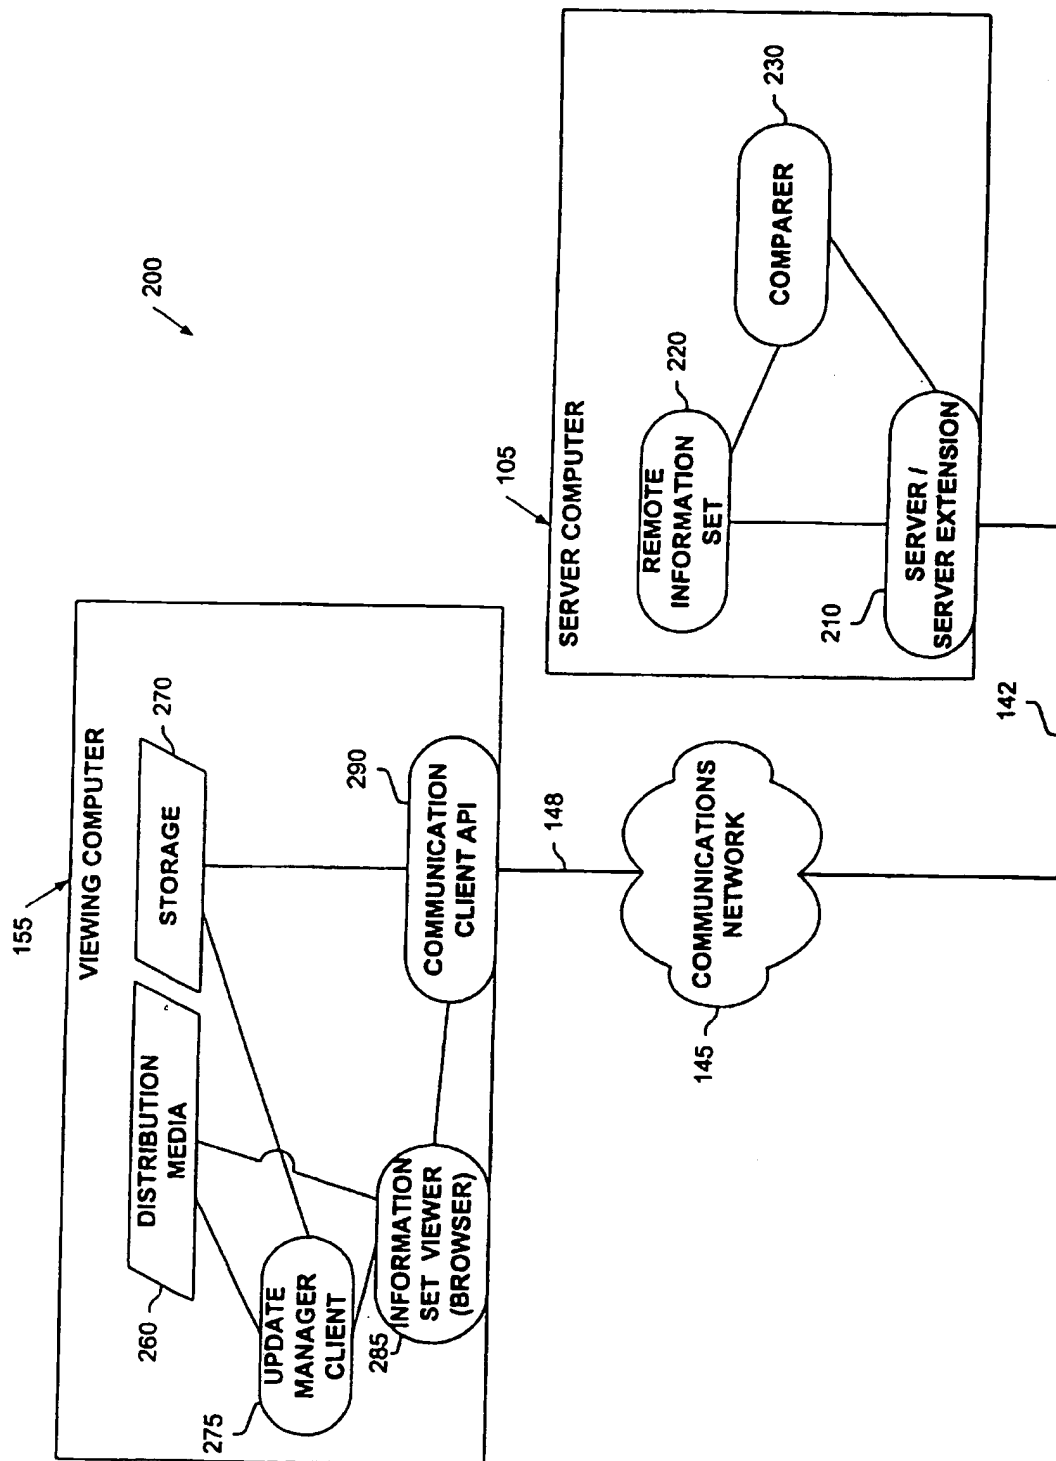 200
155
VIEWING COMPUTER
DISTRIBUTION
MEDIA
260
STORAGE
270
UPDATE
MANAGER
CLIENT
275
INFORMATION
SET VIEWER
(BROWSER)
285
COMMUNICATION
CLIENT API
290
148
COMMUNICATIONS
NETWORK
145
142
105
SERVER COMPUTER
REMOTE
INFORMATION
SET
220
COMPARER
230
SERVER /
SERVER EXTENSION
210